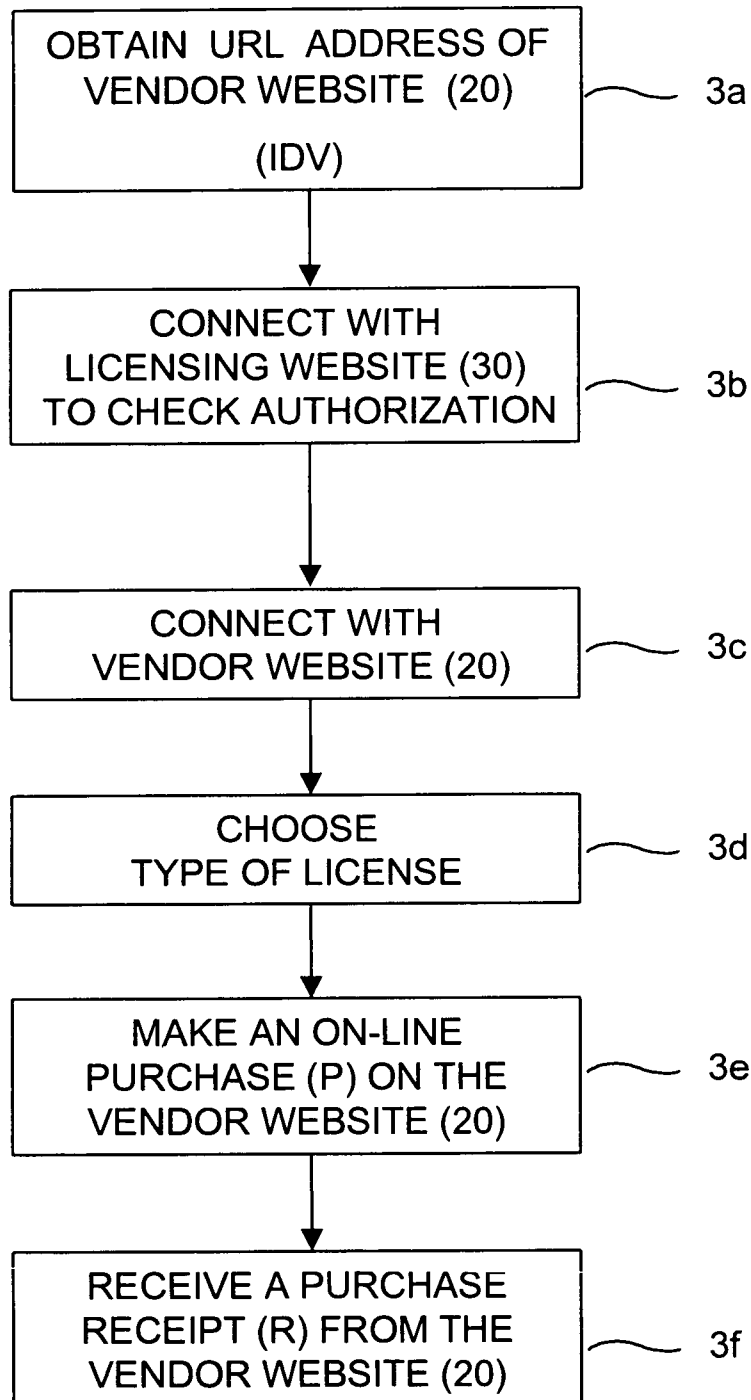 OBTAIN URL ADDRESS OF
VENDOR WEBSITE (20)
(IDV)
3a
CONNECT WITH
LICENSING WEBSITE (30)
TO CHECK AUTHORIZATION
3b
CONNECT WITH
VENDOR WEBSITE (20)
3c
CHOOSE
TYPE OF LICENSE
3d
MAKE AN ON-LINE
PURCHASE (P) ON THE
VENDOR WEBSITE (20)
3e
RECEIVE A PURCHASE
RECEIPT (R) FROM THE
VENDOR WEBSITE (20)
3f